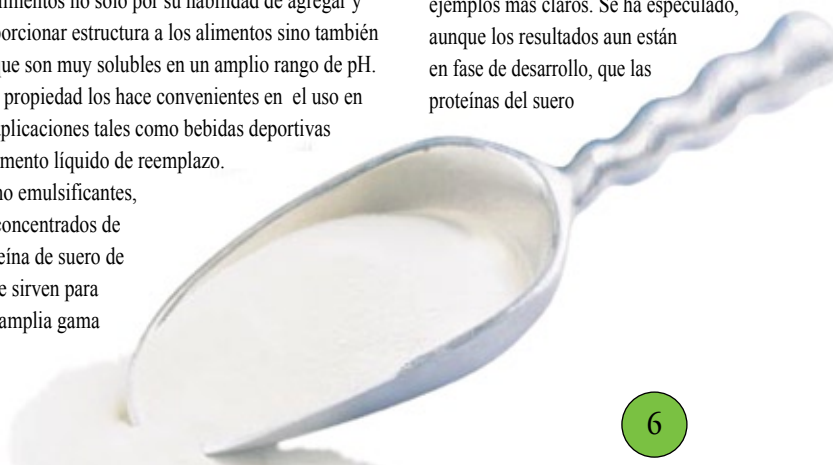 limentos no solo por su habilidad de agregar y
porcionar estructura a los alimentos sino también
que son muy solubles en un amplio rango de pH.
propiedad los hace convenientes en el uso en
plicaciones tales como bebidas deportivas
mento líquido de reemplazo.
no emulsificantes,
concentrados de
eína de suero de
e sirven para
amplia gama
ejemplos más claros. Se ha especulado,
aunque los resultados aun están
en fase de desarrollo, que las
proteínas del suero
6